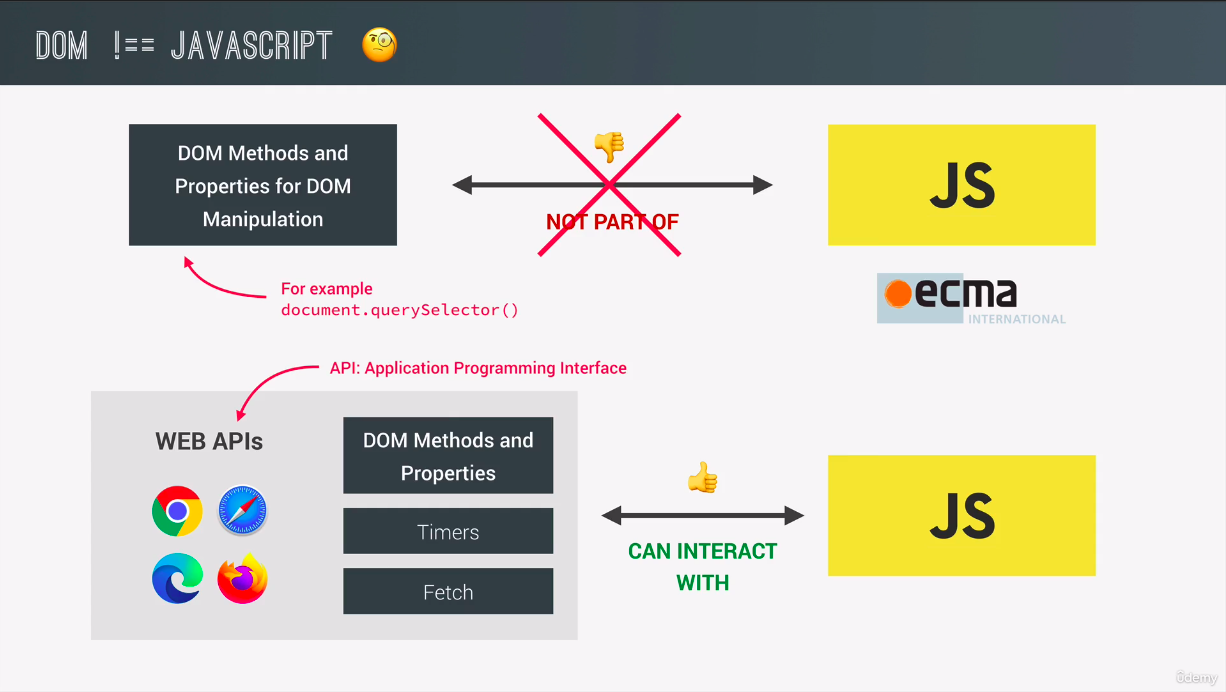 DOM !== JAVASCRIPT
DOM Methods and
Properties for DOM
Manipulation
NOT PART OF
JS
ecma
INTERNATIONAL
For example
document.querySelector()
API: Application Programming Interface
WEB APIs
DOM Methods and
Properties
Timers
Fetch
CAN INTERACT
WITH
JS
ûdemy